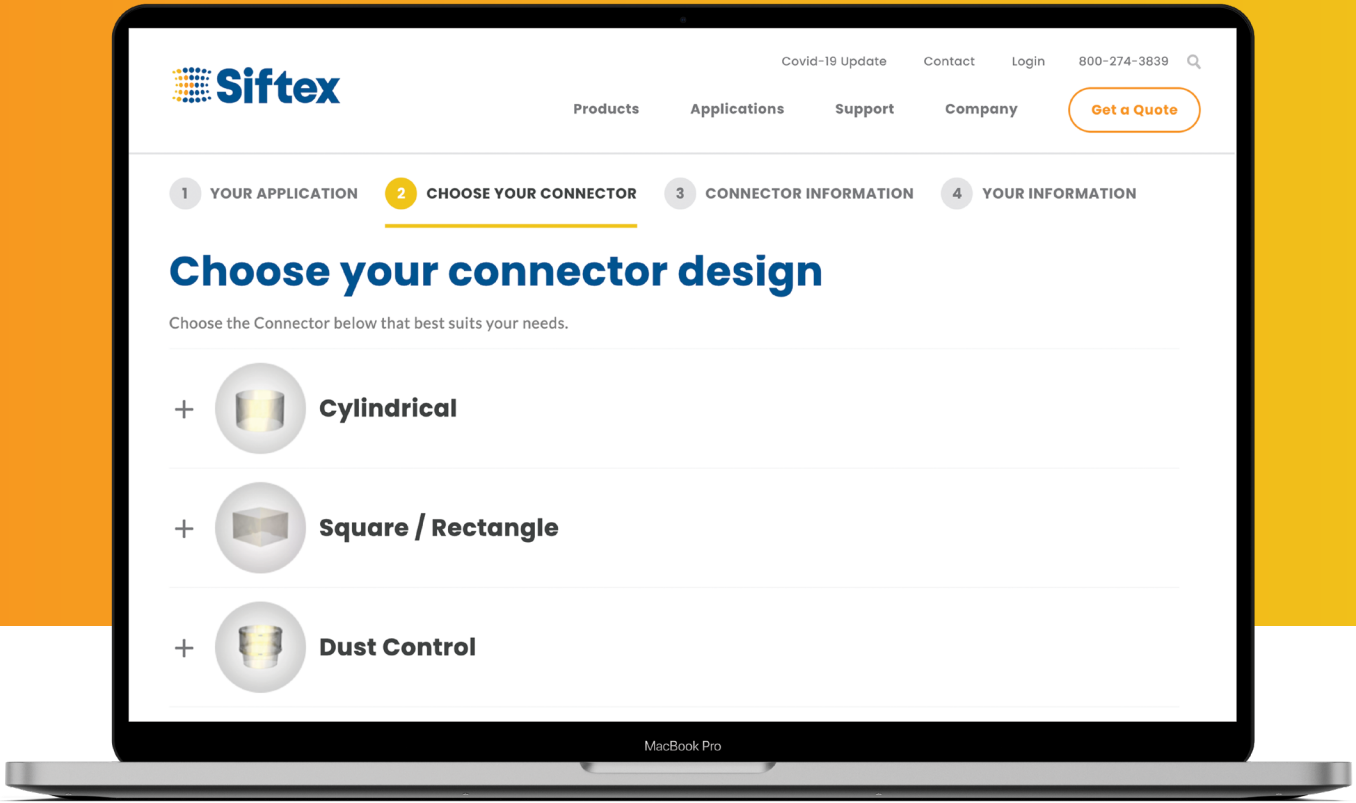 Covid-19 Update Contact Login 800-274-3839
Siftex
Products Applications Support Company Get a Quote
1 YOUR APPLICATION 2 CHOOSE YOUR CONNECTOR 3 CONNECTOR INFORMATION 4 YOUR INFORMATION
Choose your connector design
Choose the Connector below that best suits your needs.
+ Cylindrical
+ Square / Rectangle
+ Dust Control
MacBook Pro